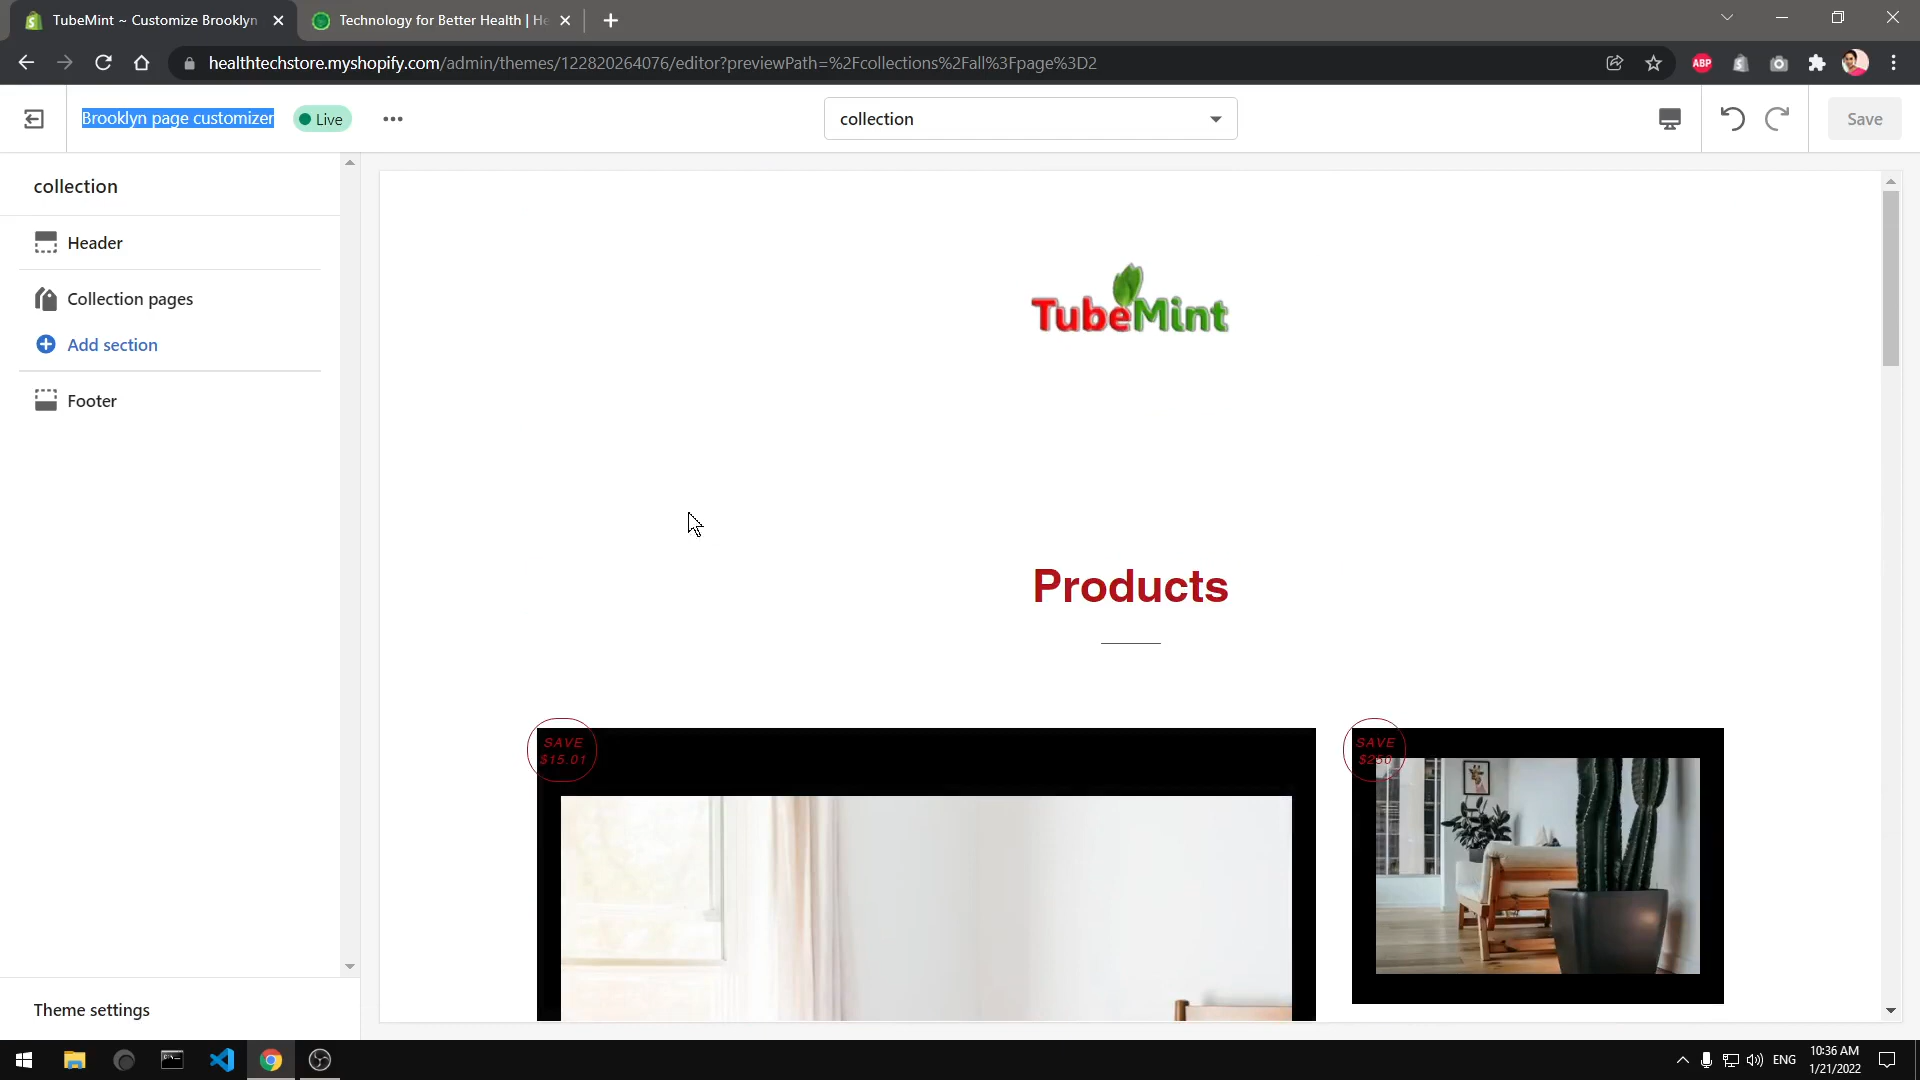 TubeMint ~ Customize Brooklyn
Technology for Better Health | He
healthtechstore.myshopify.com/admin/themes/122820264076/editor?previewPath=%2Fcollections%2Fall%3Fpage%3D2
ABP
Brooklyn page customizer
Live
collection
Save
collection
Header
Collection pages
Add section
Footer
Theme settings
TubeMint
Products
SAVE
$15.01
SAVE
$250
ENG
10:36 AM
1/21/2022